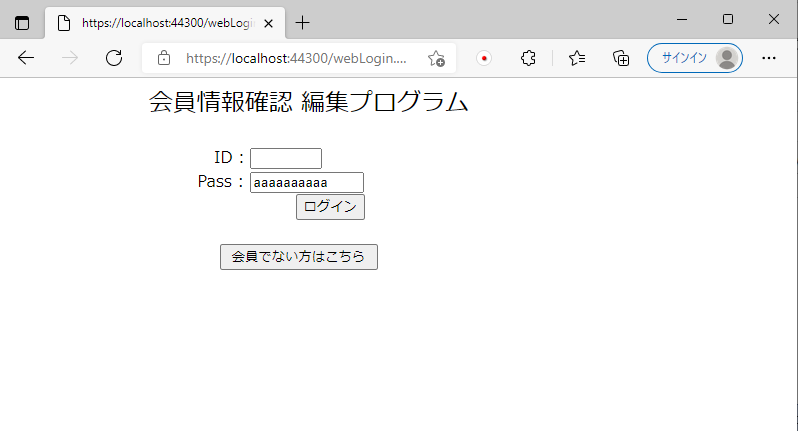 https://localhost:44300/webLogin
https://localhost:44300/webLogin....
サインイン
会員情報確認 編集プログラム
ID :
Pass : aaaaaaaaaa
ログイン
会員でない方はこちら